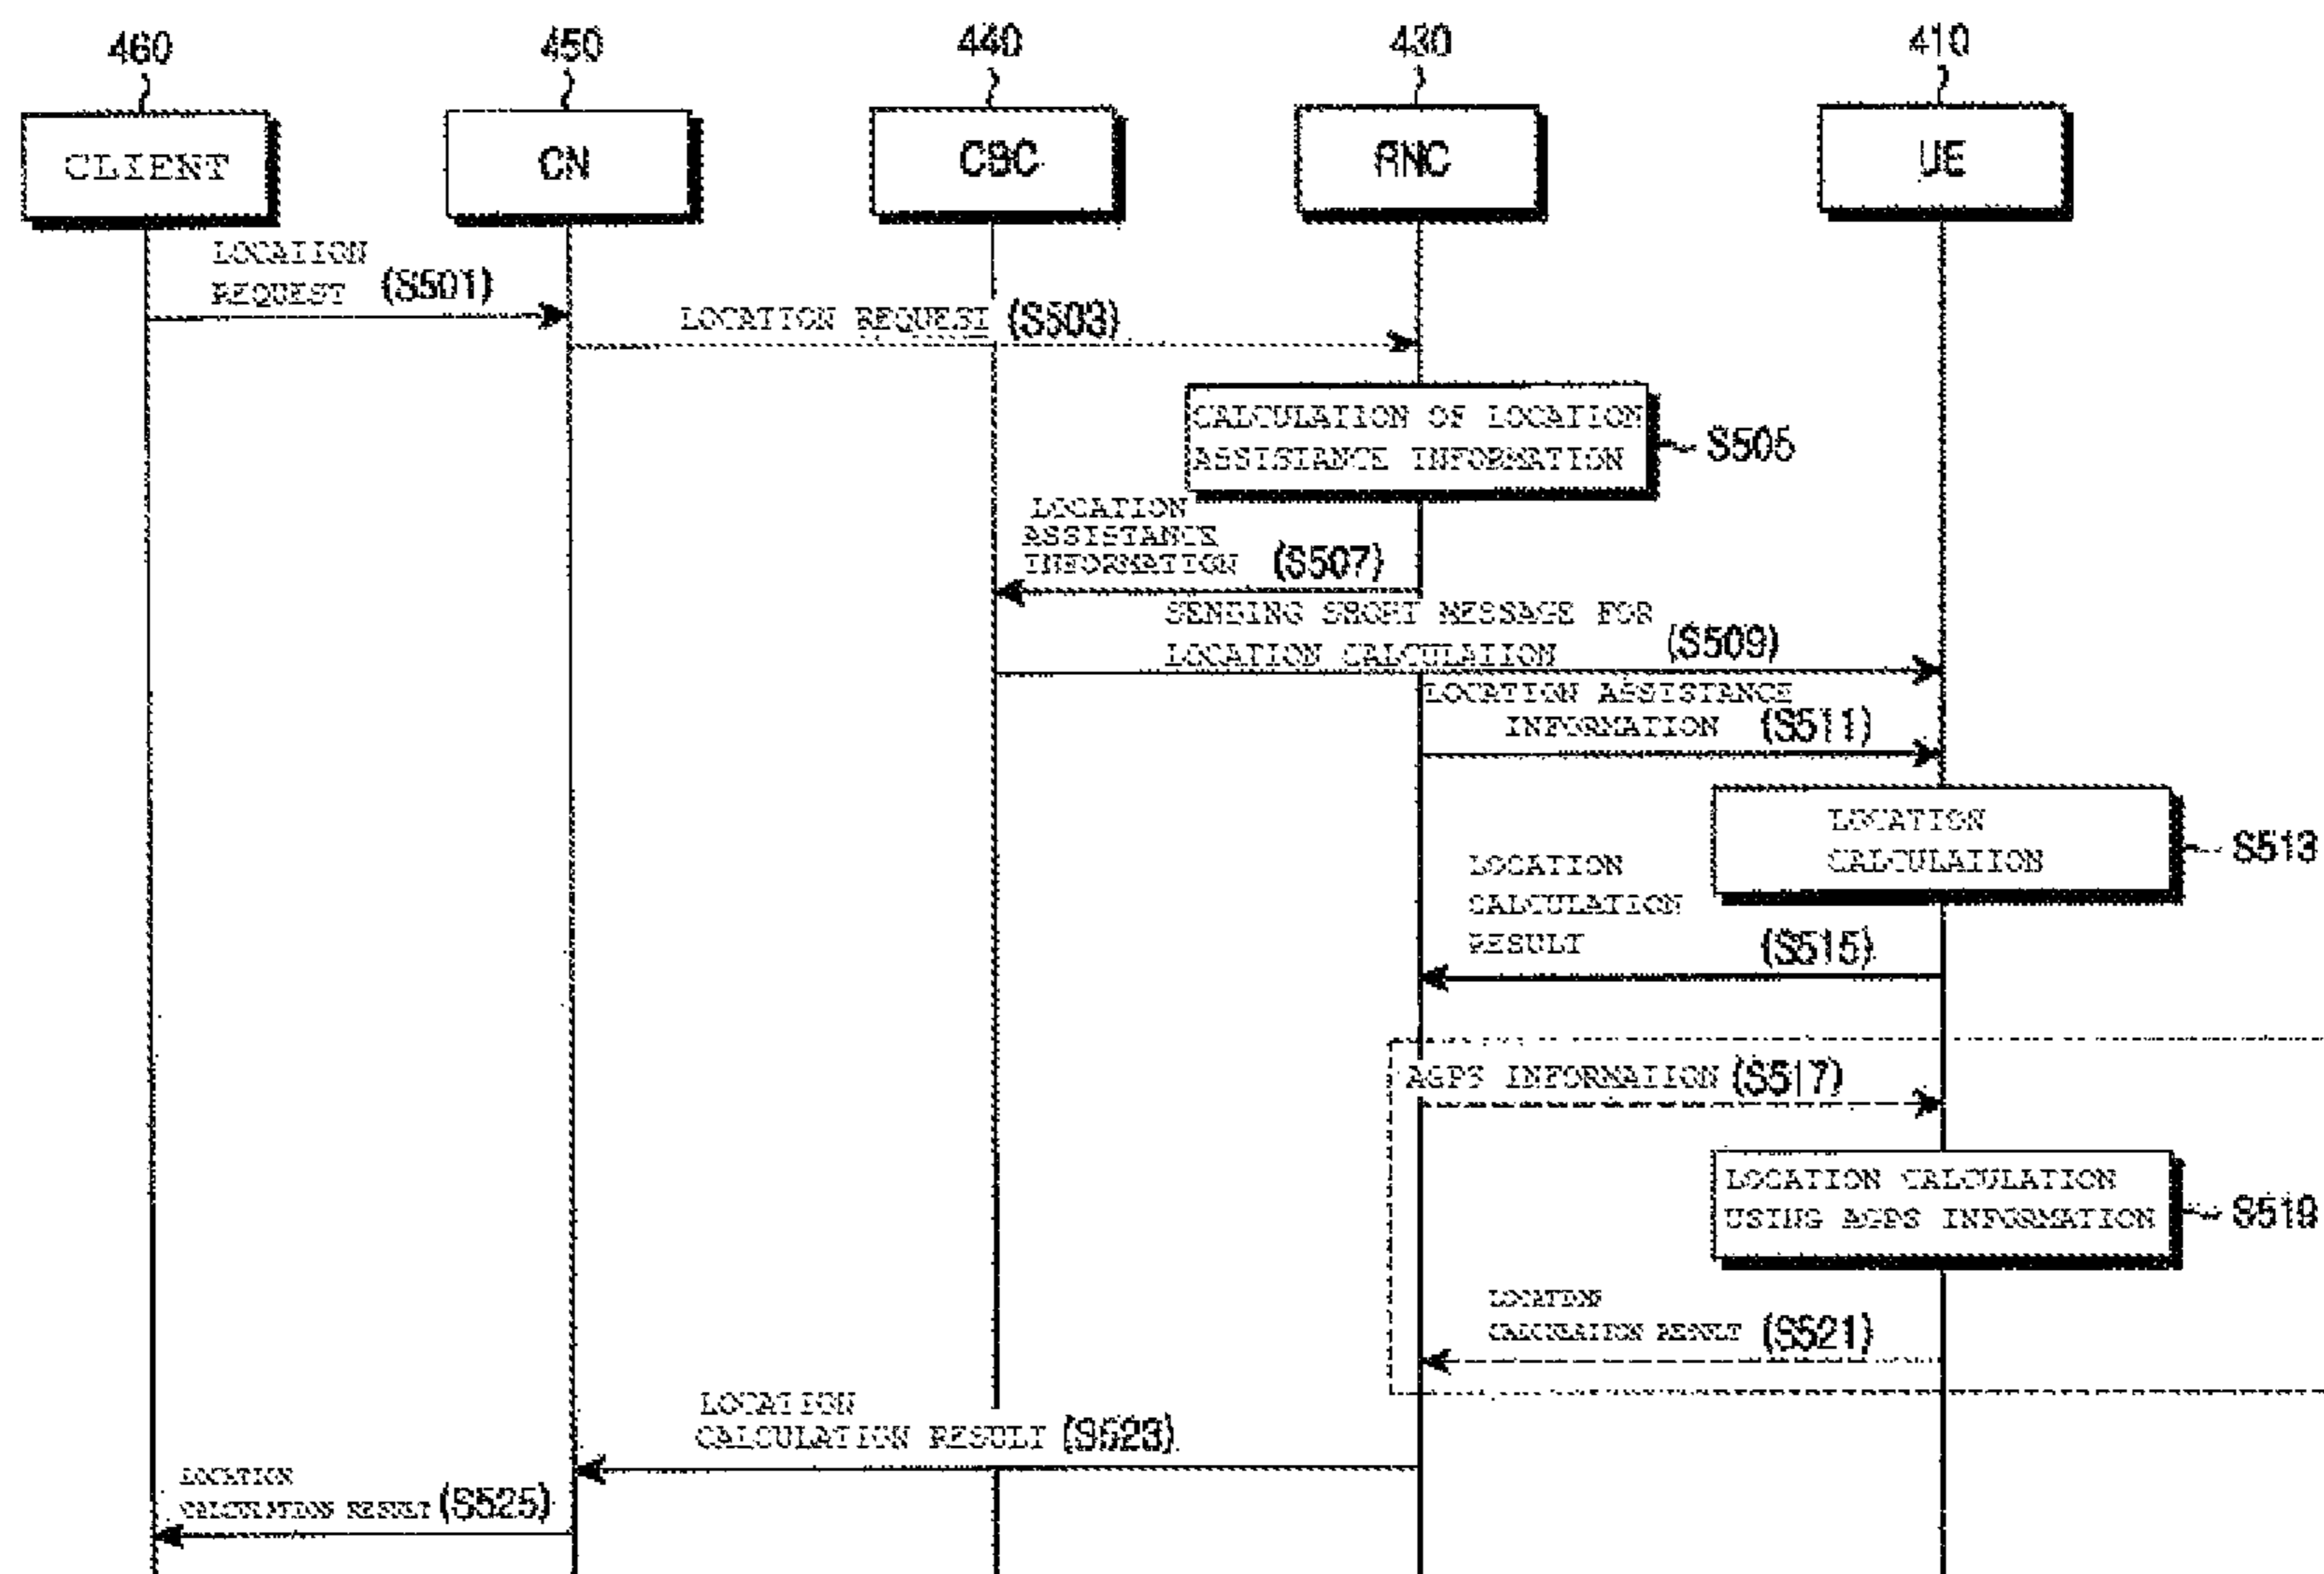 460
450
440
430
410
CLIENT
CN
CBC
RNC
UE
LOCATION
REQUEST (S501)
LOCATION REQUEST (S503)
CALCULATION OF LOCATION
ASSISTANCE INFORMATION
S505
LOCATION
ASSISTANCE
INFORMATION (S507)
SENDING SHORT MESSAGE FOR
LOCATION CALCULATION (S509)
LOCATION ASSISTANCE
INFORMATION (S511)
LOCATION
CALCULATION
S513
LOCATION
CALCULATION
RESULT (S515)
AGPS INFORMATION (S517)
LOCATION CALCULATION
USING AGPS INFORMATION
S519
LOCATION
CALCULATION RESULT (S521)
LOCATION
CALCULATION RESULT (S523)
LOCATION
CALCULATION RESULT (S525)